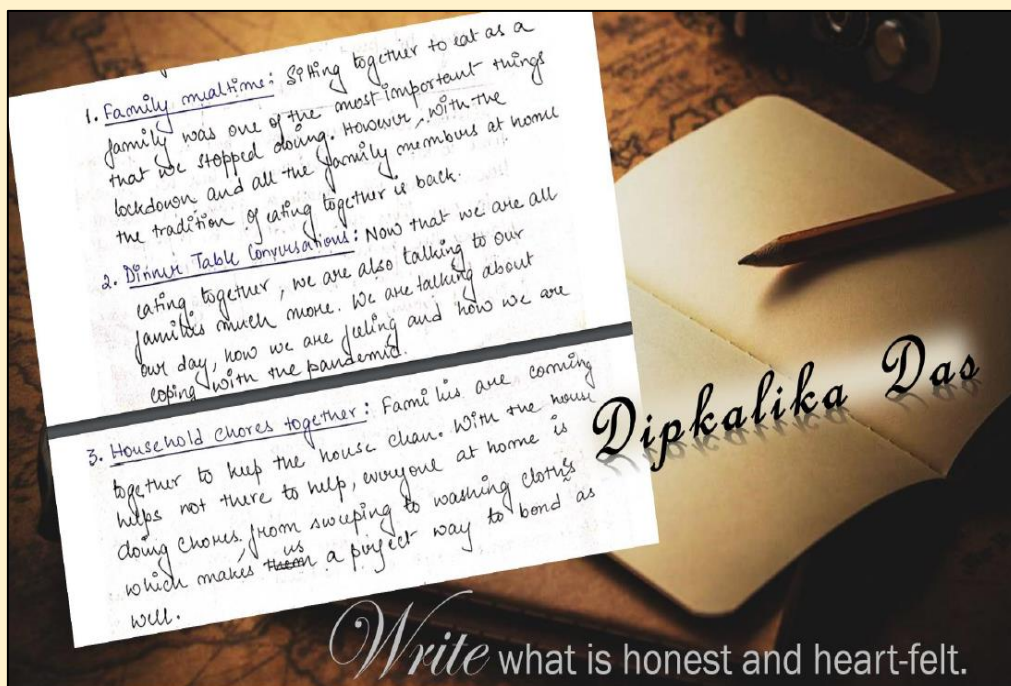 1. Family mealtime: Sitting together to eat as a
family was one of the most important things
that we stopped doing. However, with the
lockdown and all the family members at home
the tradition of eating together is back.
2. Dinner Table Conversations: Now that we are all
eating together, we are also talking to our
families much more. We are talking about
our day, how we are feeling and how we are
coping with the pandemic.
3. Household chores together: Families are coming
together to keep the house clean. With the house
helps not there to help, everyone at home is
doing chores from sweeping to washing clothes
which makes them us a perfect way to bond as
well.
Dipkalika Das
Write what is honest and heart-felt.